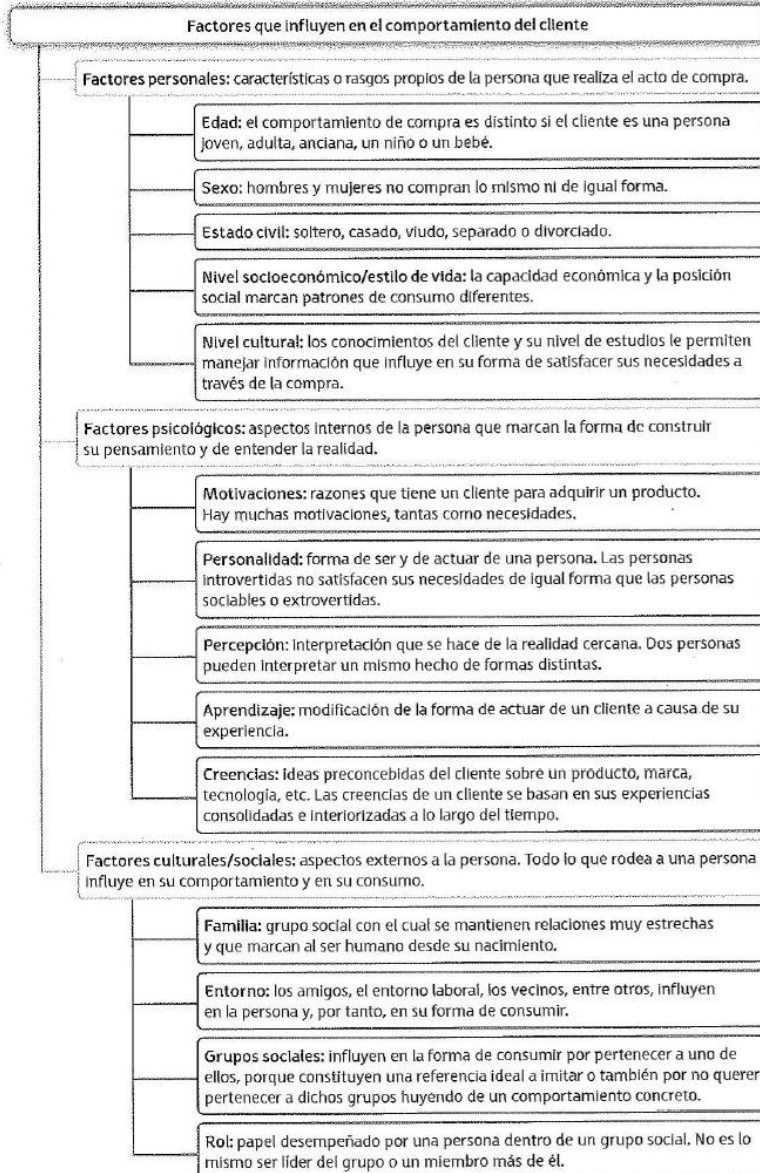 Factores que influyen en el comportamiento del cliente
Factores personales: características o rasgos propios de la persona que realiza el acto de compra.
Edad: el comportamiento de compra es distinto si el cliente es una persona
joven, adulta, anciana, un niño o un bebé.
Sexo: hombres y mujeres no compran lo mismo ni de igual forma.
Estado civil: soltero, casado, viudo, separado o divorciado.
Nivel socioeconómico/estilo de vida: la capacidad económica y la posición
social marcan patrones de consumo diferentes.
Nivel cultural: los conocimientos del cliente y su nivel de estudios le permiten
manejar información que influye en su forma de satisfacer sus necesidades a
través de la compra.
Factores psicológicos: aspectos internos de la persona que marcan la forma de construir
su pensamiento y de entender la realidad.
Motivaciones: razones que tiene un cliente para adquirir un producto.
Hay muchas motivaciones, tantas como necesidades.
Personalidad: forma de ser y de actuar de una persona. Las personas
introvertidas no satisfacen sus necesidades de igual forma que las personas
sociables o extrovertidas.
Percepción: interpretación que se hace de la realidad cercana. Dos personas
pueden interpretar un mismo hecho de formas distintas.
Aprendizaje: modificación de la forma de actuar de un cliente a causa de su
experiencia.
Creencias: ideas preconcebidas del cliente sobre un producto, marca,
tecnología, etc. Las creencias de un cliente se basan en sus experiencias
consolidadas e interiorizadas a lo largo del tiempo.
Factores culturales/sociales: aspectos externos a la persona. Todo lo que rodea a una persona
influye en su comportamiento y en su consumo.
Familia: grupo social con el cual se mantienen relaciones muy estrechas
y que marcan al ser humano desde su nacimiento.
Entorno: los amigos, el entorno laboral, los vecinos, entre otros, influyen
en la persona y, por tanto, en su forma de consumir.
Grupos sociales: influyen en la forma de consumir por pertenecer a uno de
ellos, porque constituyen una referencia ideal a imitar o también por no querer
pertenecer a dichos grupos huyendo de un comportamiento concreto.
Rol: papel desempeñado por una persona dentro de un grupo social. No es lo
mismo ser líder del grupo o un miembro más de él.